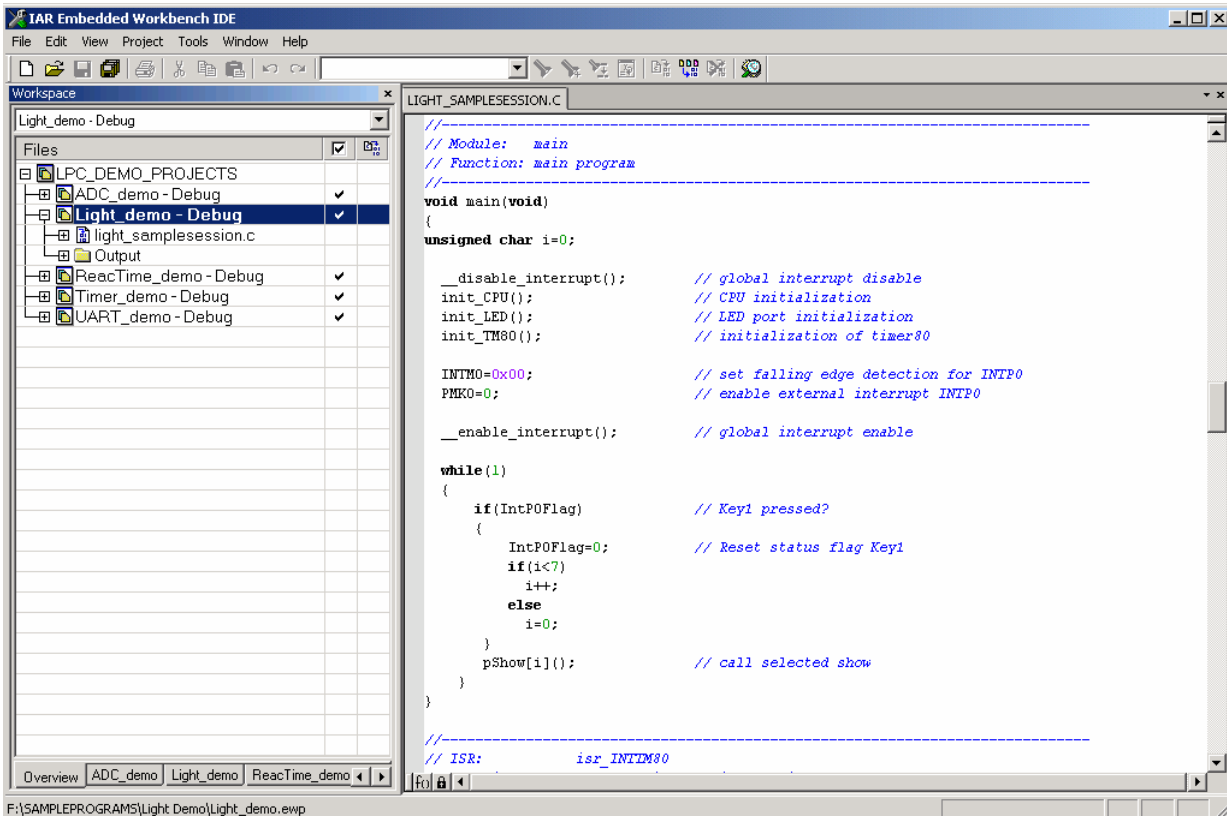 IAR Embedded Workbench IDE
File Edit View Project Tools Window Help
Workspace
Light_demo - Debug
Files
LPC_DEMO_PROJECTS
ADC_demo - Debug
Light_demo - Debug
light_samplesession.c
Output
ReacTime_demo - Debug
Timer_demo - Debug
UART_demo - Debug
Overview ADC_demo Light_demo ReacTime_demo
LIGHT_SAMPLESESSION.C
//--------------------------------------------------------------------------------
// Module:   main
// Function: main program
//--------------------------------------------------------------------------------
void main(void)
{
unsigned char i=0;
__disable_interrupt();         // global interrupt disable
init_CPU();                    // CPU initialization
init_LED();                    // LED port initialization
init_TM80();                   // initialization of timer80
INTM0=0x00;                    // set falling edge detection for INTP0
PMK0=0;                        // enable external interrupt INTP0
__enable_interrupt();          // global interrupt enable
while(1)
{
if(IntP0Flag)              // Key1 pressed?
{
IntP0Flag=0;           // Reset status flag Key1
if(i<7)
i++;
else
i=0;
}
pShow[i]();               // call selected show
}
}
//--------------------------------------------------------------------------------
// ISR:           isr_INTTM80
f()
F:\SAMPLEPROGRAMS\Light Demo\Light_demo.ewp